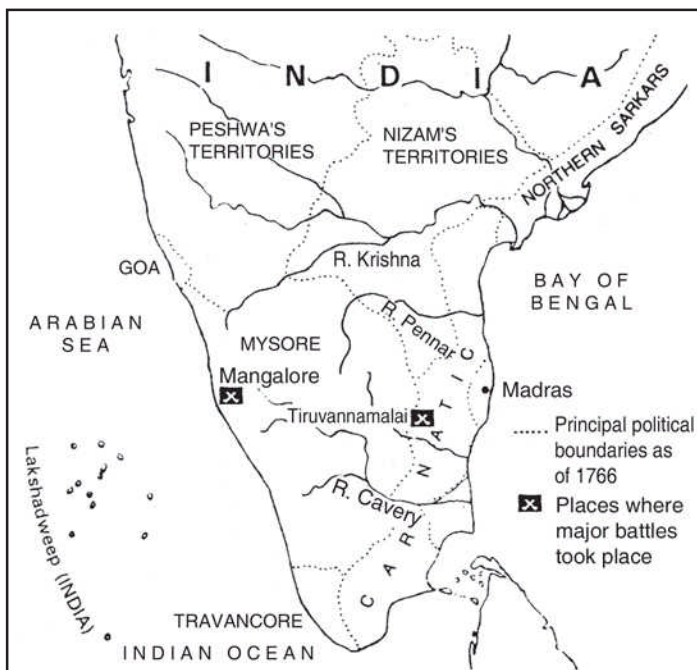 I N D I A
PESHWA'S
TERRITORIES
NIZAM'S
TERRITORIES
NORTHERN SARKARS
R. Krishna
GOA
BAY OF
BENGAL
ARABIAN
SEA
R. Pennar
MYSORE
Mangalore
Tiruvannamalai
Madras
CARNATIC
Principal political
boundaries as
of 1766
Places where
major battles
took place
R. Cavery
Lakshadweep (INDIA)
TRAVANCORE
INDIAN OCEAN